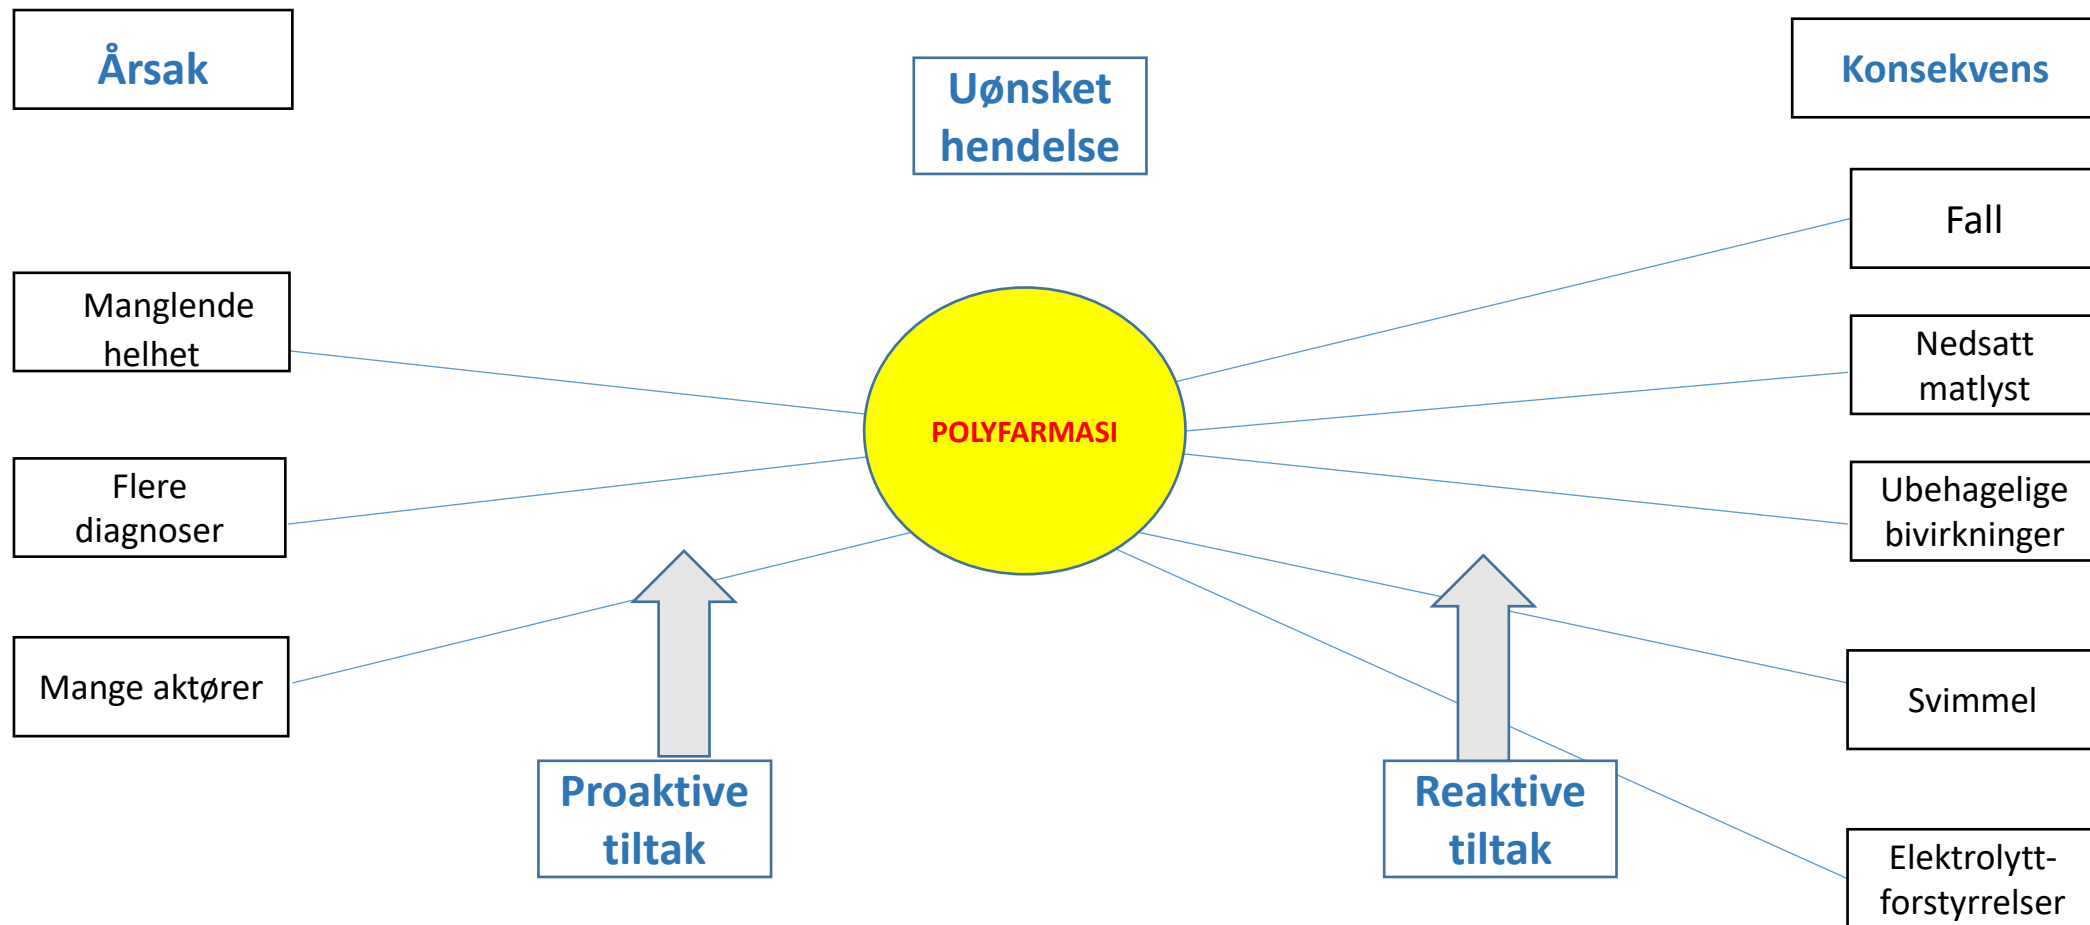 Årsak
Uønsket
hendelse
Konsekvens
Manglende
helhet
Flere
diagnoser
Mange aktører
POLYFARMASI
Fall
Nedsatt
matlyst
Ubehagelige
bivirkninger
Svimmel
Elektrolytt-
forstyrrelser
Proaktive
tiltak
Reaktive
tiltak